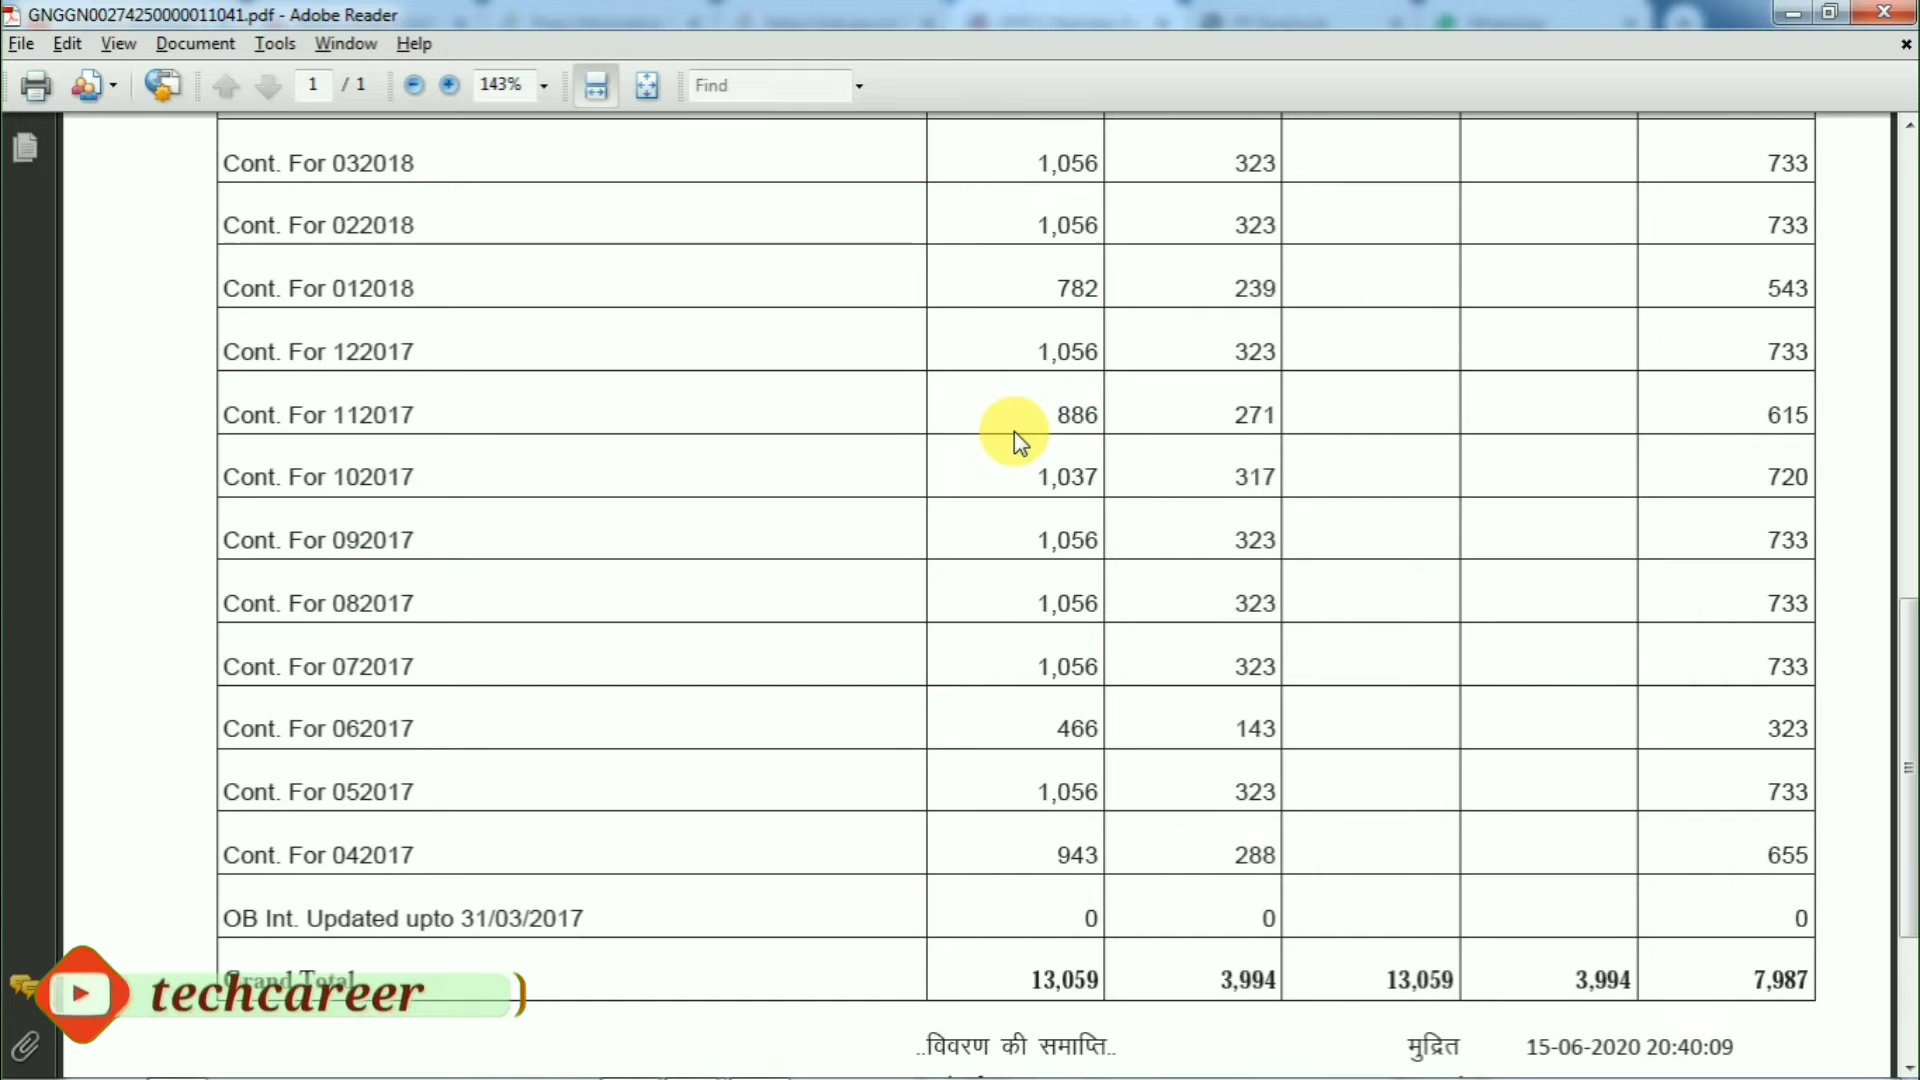 GNGGN00274250000011041.pdf - Adobe Reader
File Edit View Document Tools Window Help
1 / 1 143% Find
Cont. For 032018 1,056 323 733
Cont. For 022018 1,056 323 733
Cont. For 012018 782 239 543
Cont. For 122017 1,056 323 733
Cont. For 112017 886 271 615
Cont. For 102017 1,037 317 720
Cont. For 092017 1,056 323 733
Cont. For 082017 1,056 323 733
Cont. For 072017 1,056 323 733
Cont. For 062017 466 143 323
Cont. For 052017 1,056 323 733
Cont. For 042017 943 288 655
OB Int. Updated upto 31/03/2017 0 0 0
Grand Total 13,059 3,994 13,059 3,994 7,987
techcareer
..विवरण की समाप्ति.. मुद्रित 15-06-2020 20:40:09